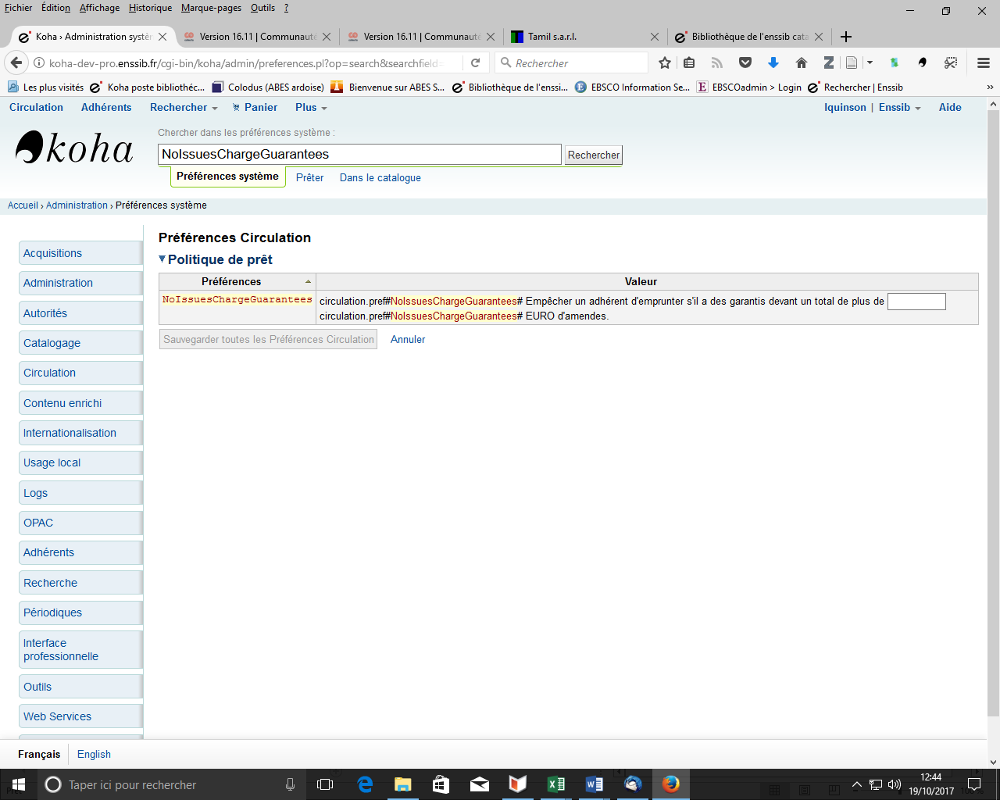 Fichier Édition Affichage Historique Marque-pages Outils ?
Koha › Administration systèm
Version 16.11 | Communauté
Version 16.11 | Communauté
Tamil s.a.r.l.
Bibliothèque de l'enssib cata
koha-dev-pro.enssib.fr/cgi-bin/koha/admin/preferences.pl?op=search&searchfield=
Rechercher
Les plus visités Koha poste bibliothéc... Colodus (ABES ardoise) Bienvenue sur ABES S... Bibliothèque de l'enssi... EBSCO Information Se... EBSCOadmin > Login Rechercher | Enssib »
Circulation Adhérents Rechercher Panier Plus lquinson | Enssib Aide
koha
Chercher dans les préférences système :
NoIssuesChargeGuarantees
Rechercher
Préférences système Prêter Dans le catalogue
Accueil › Administration › Préférences système
Préférences Circulation
Politique de prêt
Préférences Valeur
NoIssuesChargeGuarantees
circulation.pref#NoIssuesChargeGuarantees# Empêcher un adhérent d'emprunter s'il a des garantis devant un total de plus de
circulation.pref#NoIssuesChargeGuarantees# EURO d'amendes.
Sauvegarder toutes les Préférences Circulation Annuler
Acquisitions
Administration
Autorités
Catalogage
Circulation
Contenu enrichi
Internationalisation
Usage local
Logs
OPAC
Adhérents
Recherche
Périodiques
Interface
professionnelle
Outils
Web Services
Français English
Taper ici pour rechercher
12:44
19/10/2017